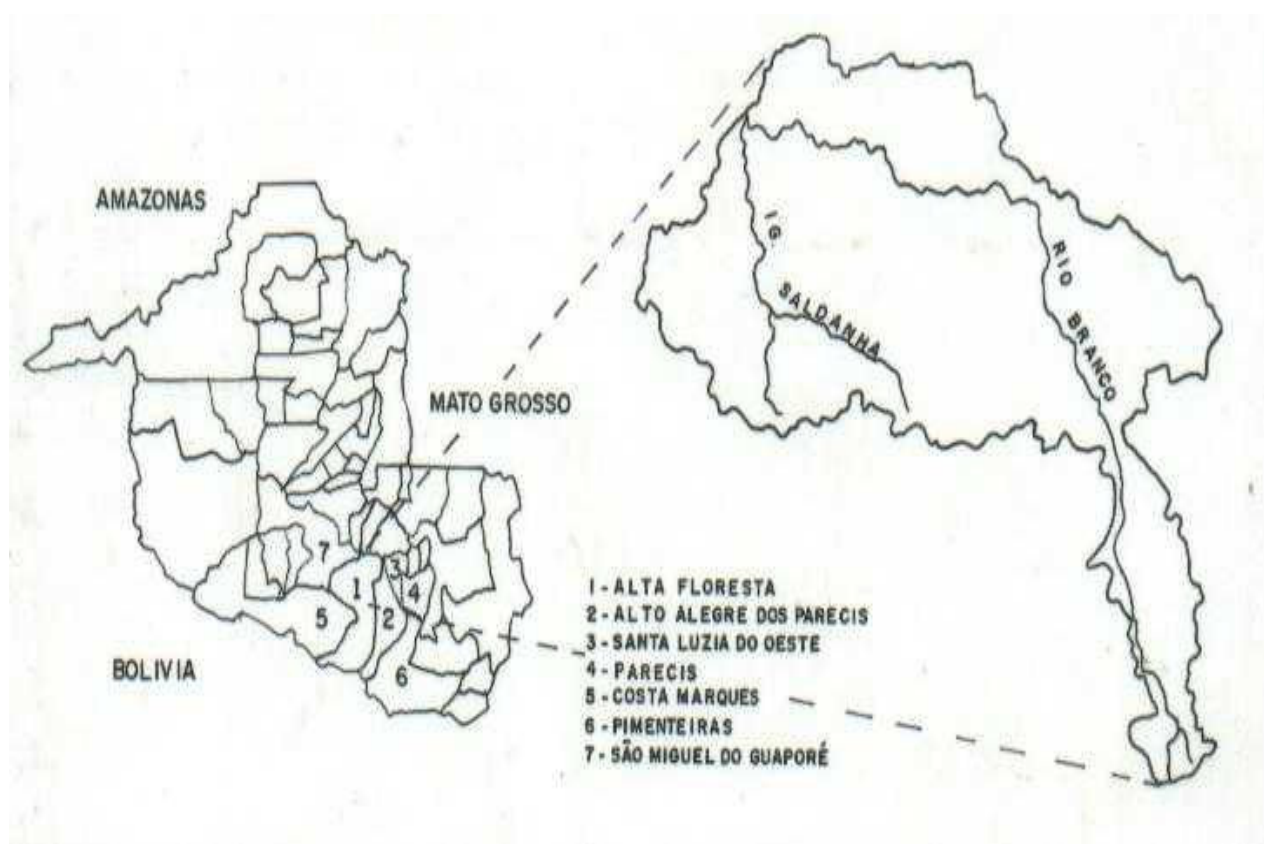 AMAZONAS
MATO GROSSO
BOLIVIA
7
3
1
4
2
5
6
1 - ALTA FLORESTA
2 - ALTO ALEGRE DOS PARECIS
3 - SANTA LUZIA DO OESTE
4 - PARECIS
5 - COSTA MARQUES
6 - PIMENTEIRAS
7 - SÃO MIGUEL DO GUAPORÉ
IG. SALDANHA
RIO BRANCO